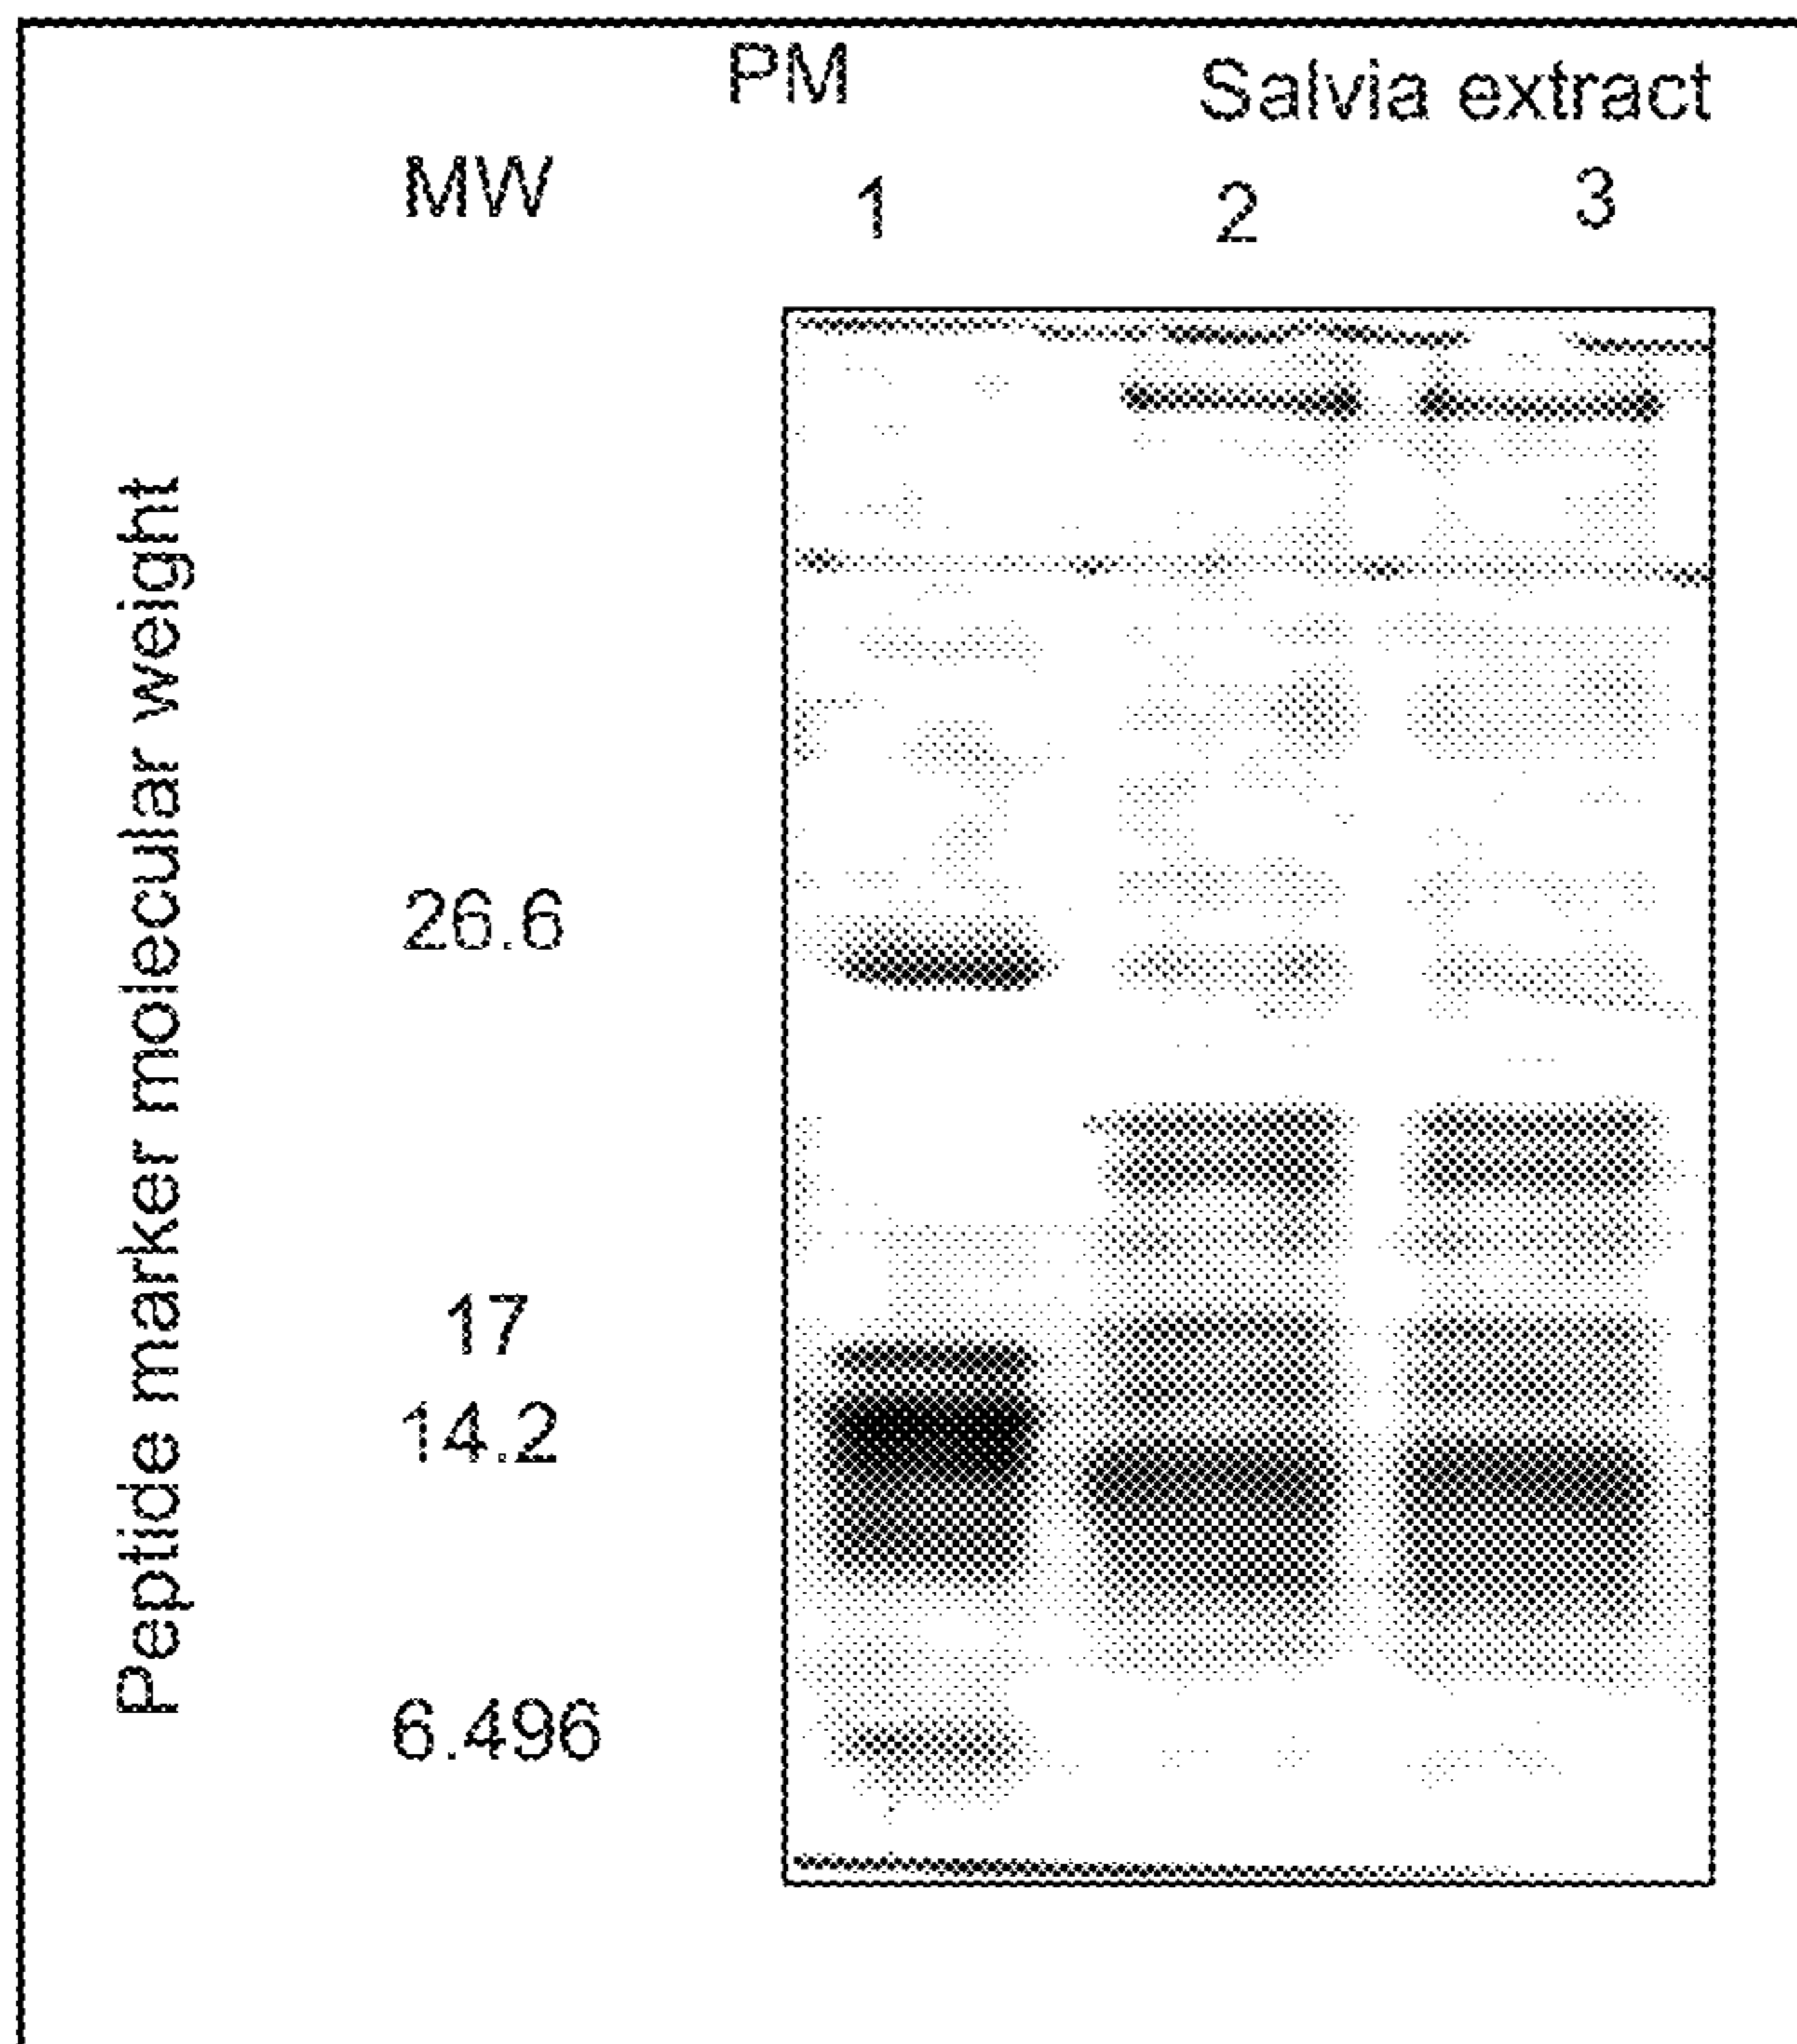 PM
Salvia extract
MW
1
2
3
Peptide marker molecular weight
26.6
17
14.2
6.496